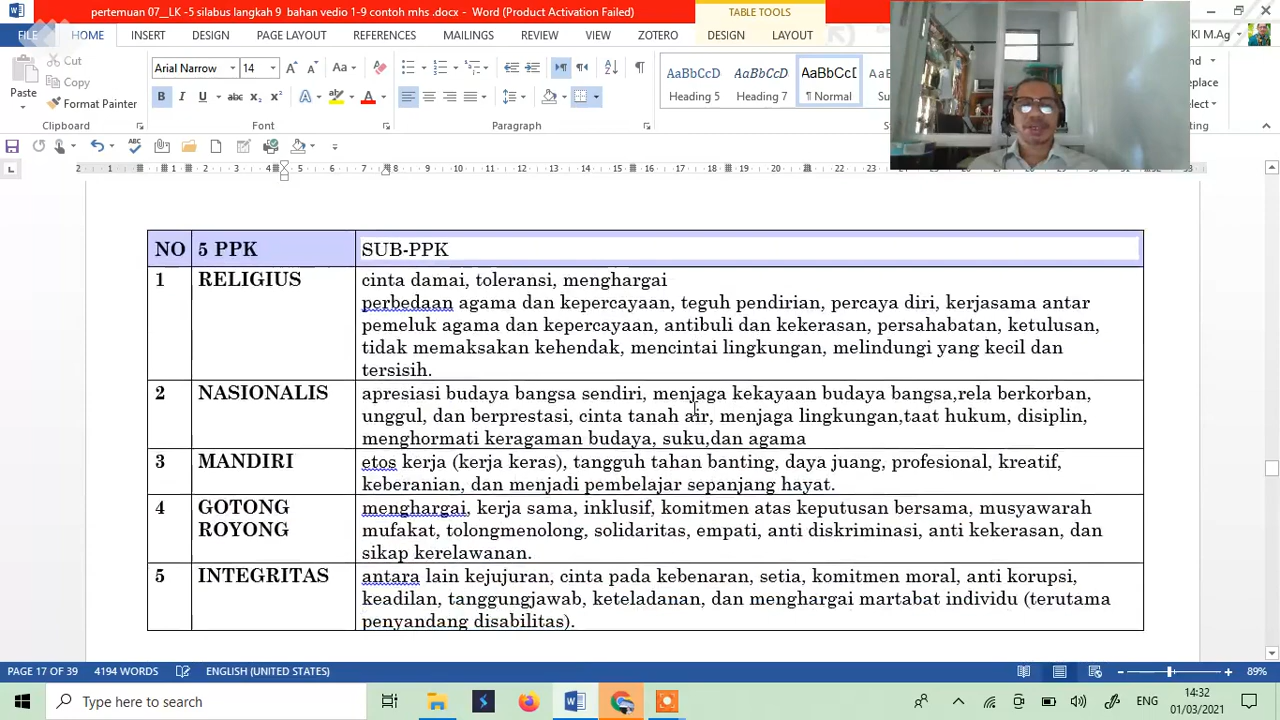 pertemuan 07__LK -5 silabus langkah 9 bahan vedio 1-9 contoh mhs .docx - Word (Product Activation Failed)
TABLE TOOLS
FILE HOME INSERT DESIGN PAGE LAYOUT REFERENCES MAILINGS REVIEW VIEW ZOTERO DESIGN LAYOUT KI M.Ag
Paste
Cut
Copy
Format Painter
Clipboard
Arial Narrow 14
Font
Paragraph
AaBbCcD AaBbCcD AaBbCcD
Heading 5 Heading 7 ¶ Normal
NO 5 PPK SUB-PPK
1 RELIGIUS cinta damai, toleransi, menghargai
perbedaan agama dan kepercayaan, teguh pendirian, percaya diri, kerjasama antar
pemeluk agama dan kepercayaan, antibuli dan kekerasan, persahabatan, ketulusan,
tidak memaksakan kehendak, mencintai lingkungan, melindungi yang kecil dan
tersisih.
2 NASIONALIS apresiasi budaya bangsa sendiri, menjaga kekayaan budaya bangsa,rela berkorban,
unggul, dan berprestasi, cinta tanah air, menjaga lingkungan,taat hukum, disiplin,
menghormati keragaman budaya, suku,dan agama
3 MANDIRI etos kerja (kerja keras), tangguh tahan banting, daya juang, profesional, kreatif,
keberanian, dan menjadi pembelajar sepanjang hayat.
4 GOTONG menghargai, kerja sama, inklusif, komitmen atas keputusan bersama, musyawarah
ROYONG mufakat, tolongmenolong, solidaritas, empati, anti diskriminasi, anti kekerasan, dan
sikap kerelawanan.
5 INTEGRITAS antara lain kejujuran, cinta pada kebenaran, setia, komitmen moral, anti korupsi,
keadilan, tanggungjawab, keteladanan, dan menghargai martabat individu (terutama
penyandang disabilitas).
PAGE 17 OF 39 4194 WORDS ENGLISH (UNITED STATES) 89%
Type here to search
ENG
14:32
01/03/2021